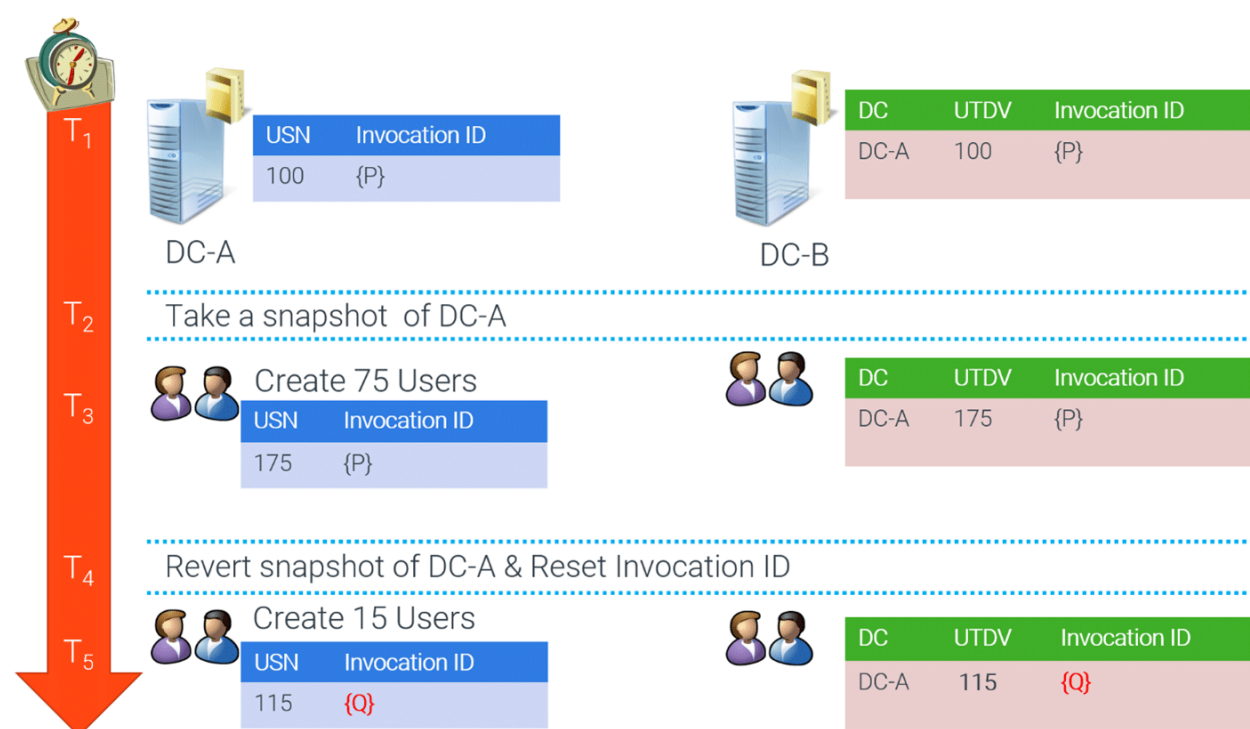 T1
USN Invocation ID
100 {P}
DC-A
DC UTDV Invocation ID
DC-A 100 {P}
DC-B
T2
Take a snapshot of DC-A
T3
Create 75 Users
USN Invocation ID
175 {P}
DC UTDV Invocation ID
DC-A 175 {P}
T4
Revert snapshot of DC-A & Reset Invocation ID
T5
Create 15 Users
USN Invocation ID
115 {Q}
DC UTDV Invocation ID
DC-A 115 {Q}